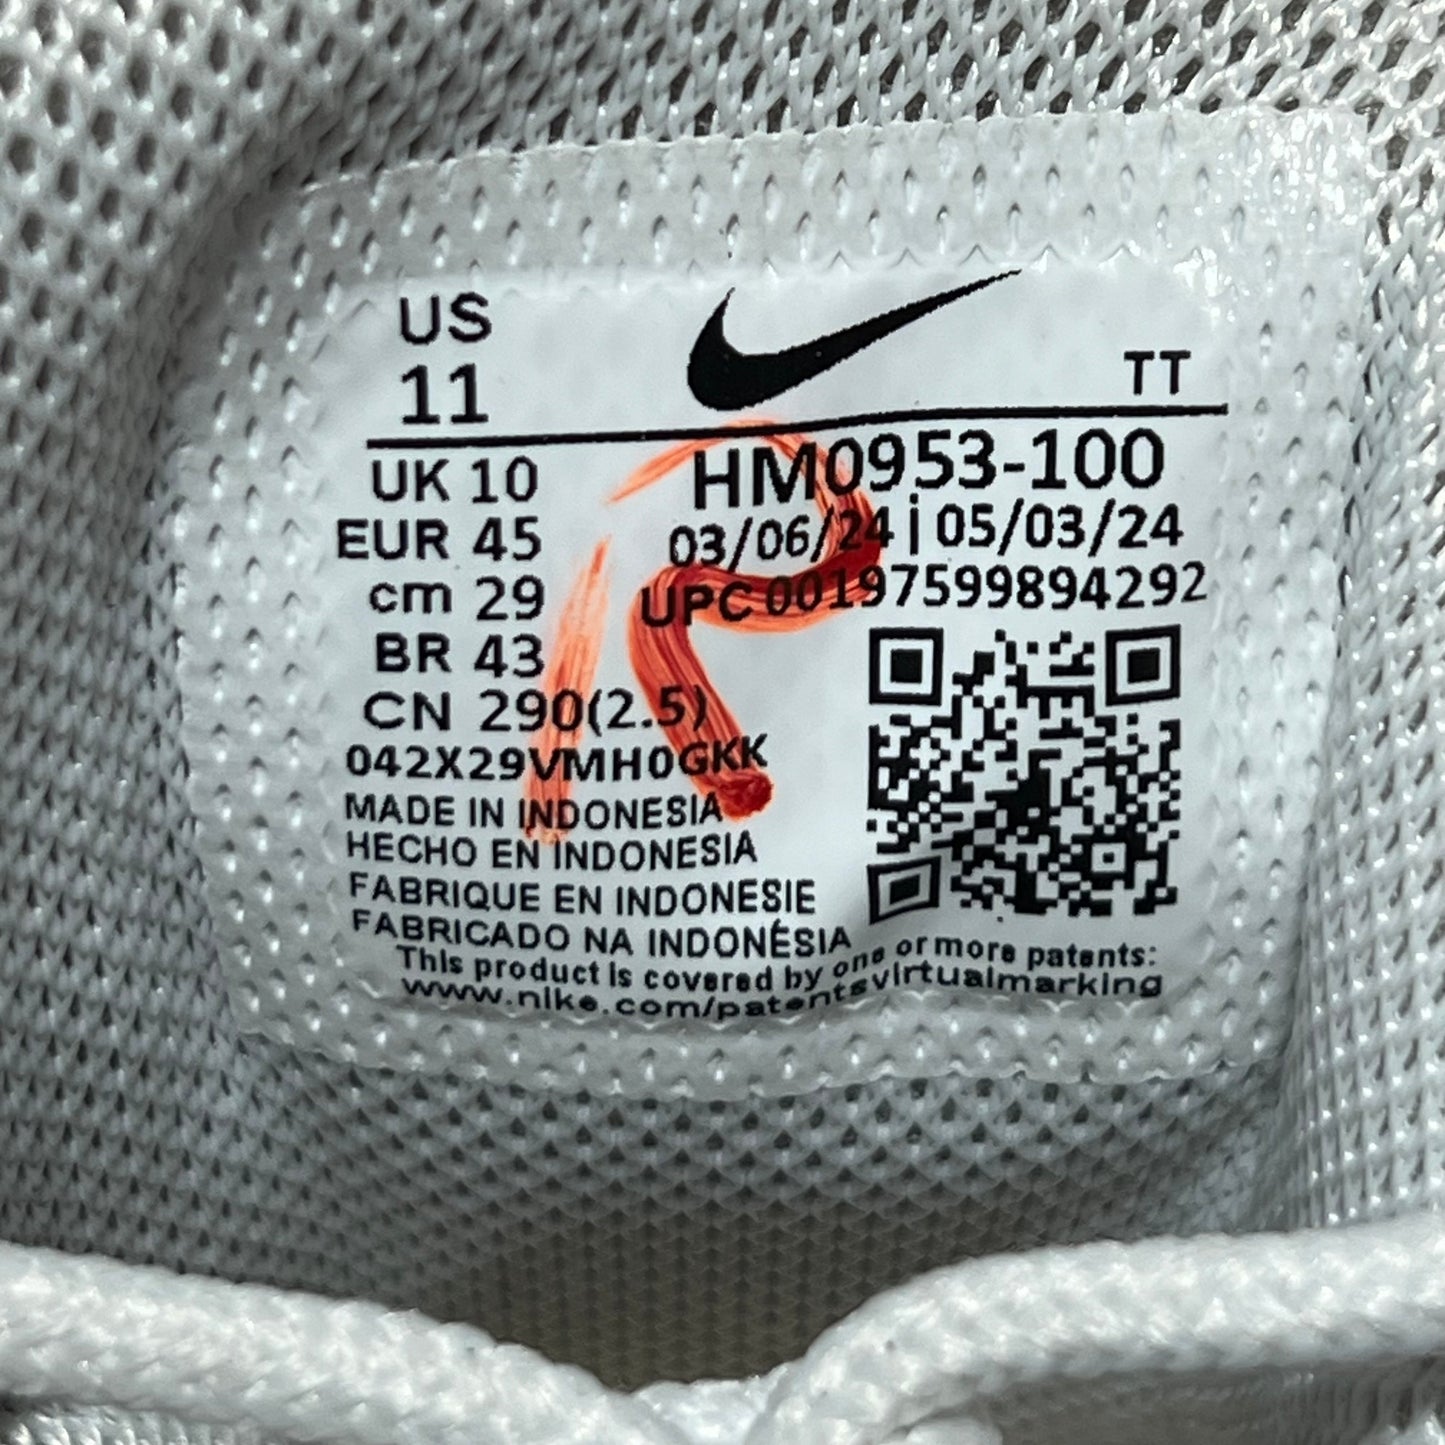 US
11
TT
UK 10
EUR 45
cm 29
BR 43
CN 290(2.5)
042X29VMH0GKK
HM0953-100
03/06/24 | 05/03/24
UPC 00197599894292
R
MADE IN INDONESIA
HECHO EN INDONESIA
FABRIQUE EN INDONESIE
FABRICADO NA INDONÉSIA
This product is covered by one or more patents:
www.nike.com/patentsvirtualmarking